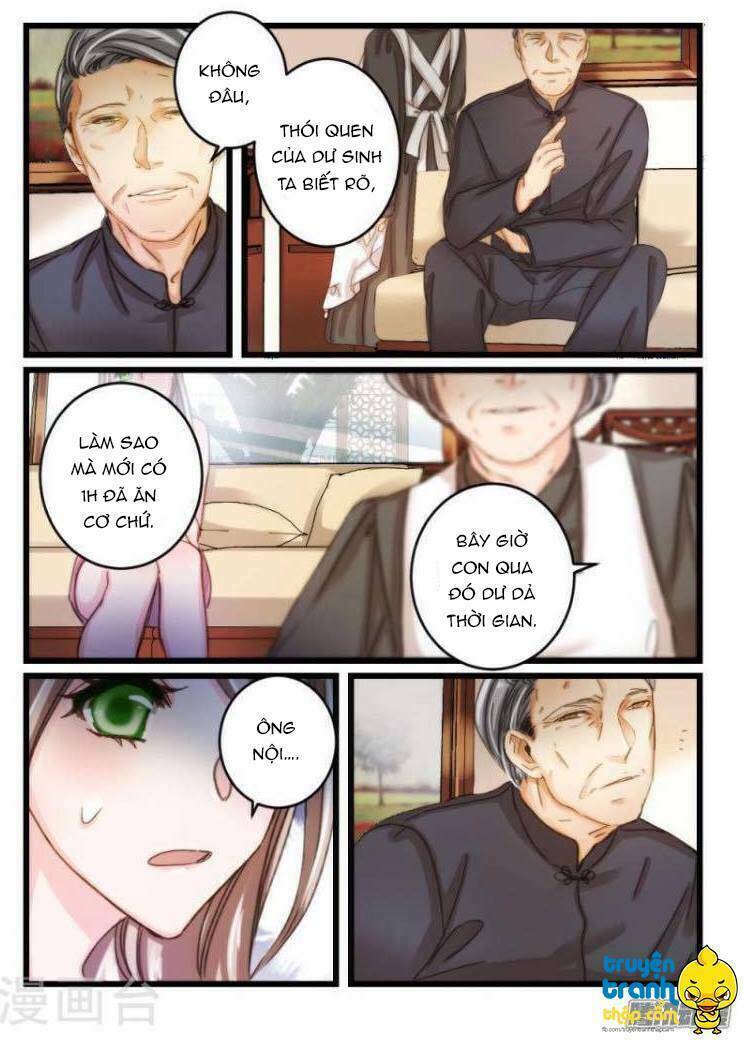 KHÔNG
ĐÂU,
THÓI QUEN
CỦA DƯ SINH
TA BIẾT RÕ,
LÀM SAO
MÀ MỚI CÓ
1H ĐÃ ĂN
CƠ CHỨ.
BÂY GIỜ
CON QUA
ĐÓ DƯ DẢ
THỜI GIAN.
ÔNG
NỘI....
漫画台
truyện
tranh
thập cẩm